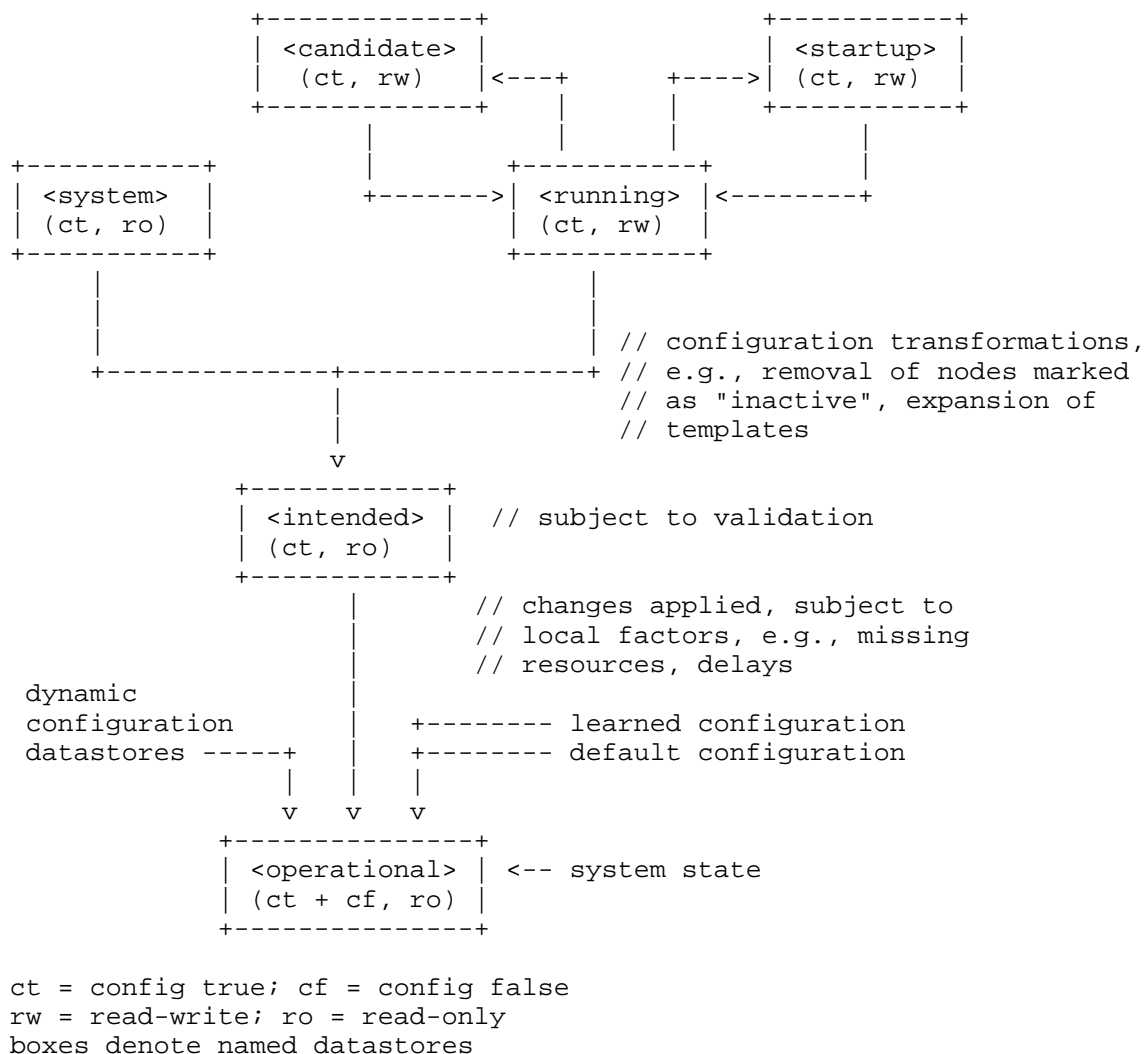 <candidate> <startup>
(ct, rw) <---+ +----> (ct, rw)
<system> +-------> <running> <--------+
(ct, ro) (ct, rw)
// configuration transformations,
// e.g., removal of nodes marked
// as "inactive", expansion of
// templates
<intended> // subject to validation
(ct, ro)
// changes applied, subject to
// local factors, e.g., missing
// resources, delays
dynamic
configuration +-------- learned configuration
datastores -----+ +-------- default configuration
v v v
<operational> <-- system state
(ct + cf, ro)
ct = config true; cf = config false
rw = read-write; ro = read-only
boxes denote named datastores